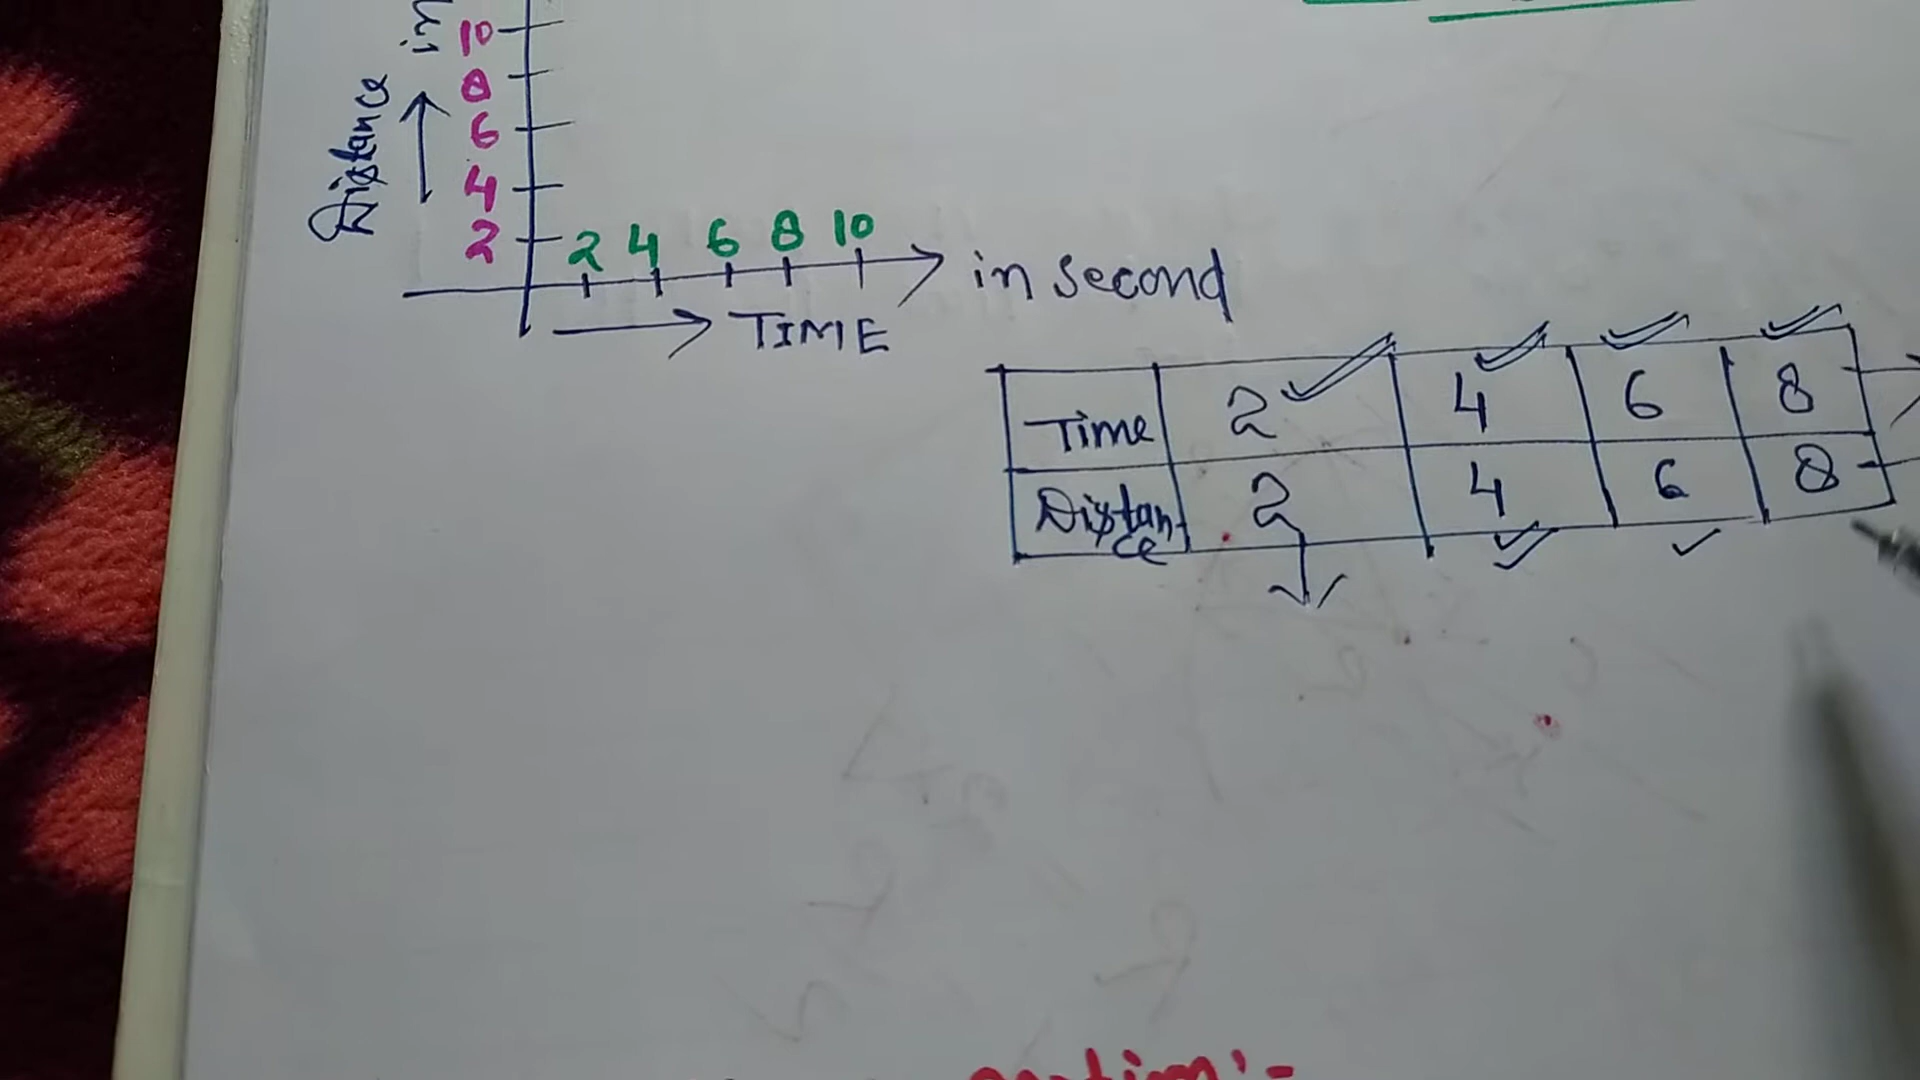 in
10
8
6
4
2
Distance
2 4 6 8 10
in second
TIME
Time 2 4 6 8
Distance 2 4 6 8